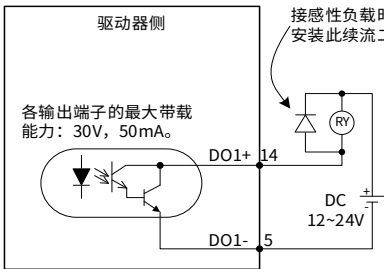 驱动器侧
接感性负载时
安装此续流二
各输出端子的最大带载
能力：30V，50mA。
RY
DO1+ 14
DC
12~24V
+
-
DO1- 5